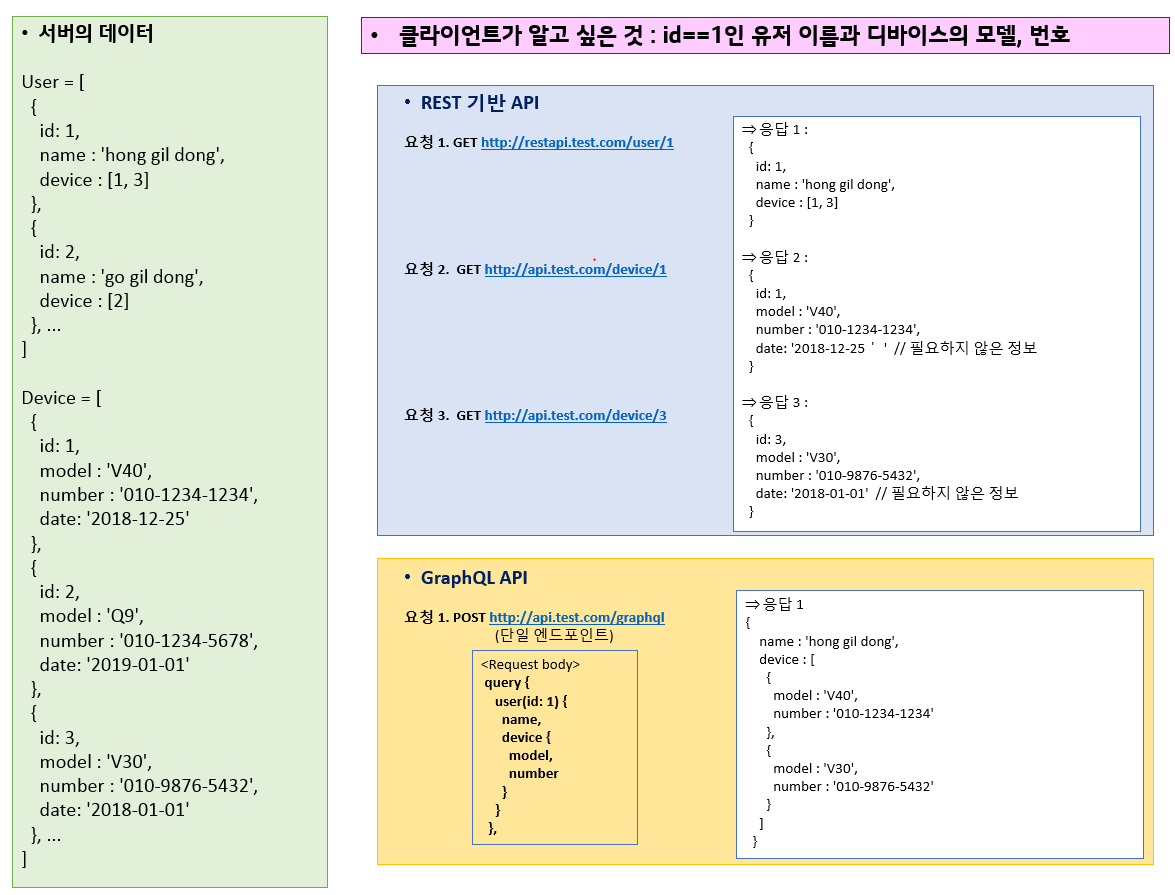 • 서버의 데이터
User = [
{
id: 1,
name : 'hong gil dong',
device : [1, 3]
},
{
id: 2,
name : 'go gil dong',
device : [2]
}, ...
]
Device = [
{
id: 1,
model : 'V40',
number : '010-1234-1234',
date: '2018-12-25'
},
{
id: 2,
model : 'Q9',
number : '010-1234-5678',
date: '2019-01-01'
},
{
id: 3,
model : 'V30',
number : '010-9876-5432',
date: '2018-01-01'
}, ...
]
• 클라이언트가 알고 싶은 것 : id==1인 유저 이름과 디바이스의 모델, 번호
• REST 기반 API
요청 1. GET http://restapi.test.com/user/1
⇒ 응답 1 :
{
id: 1,
name : 'hong gil dong',
device : [1, 3]
}
요청 2. GET http://api.test.com/device/1
⇒ 응답 2 :
{
id: 1,
model : 'V40',
number : '010-1234-1234',
date: '2018-12-25 ' ' // 필요하지 않은 정보
}
요청 3. GET http://api.test.com/device/3
⇒ 응답 3 :
{
id: 3,
model : 'V30',
number : '010-9876-5432',
date: '2018-01-01' // 필요하지 않은 정보
}
• GraphQL API
요청 1. POST http://api.test.com/graphql
(단일 엔드포인트)
<Request body>
query {
user(id: 1) {
name,
device {
model,
number
}
}
},
⇒ 응답 1
{
name : 'hong gil dong',
device : [
{
model : 'V40',
number : '010-1234-1234'
},
{
model : 'V30',
number : '010-9876-5432'
}
]
}